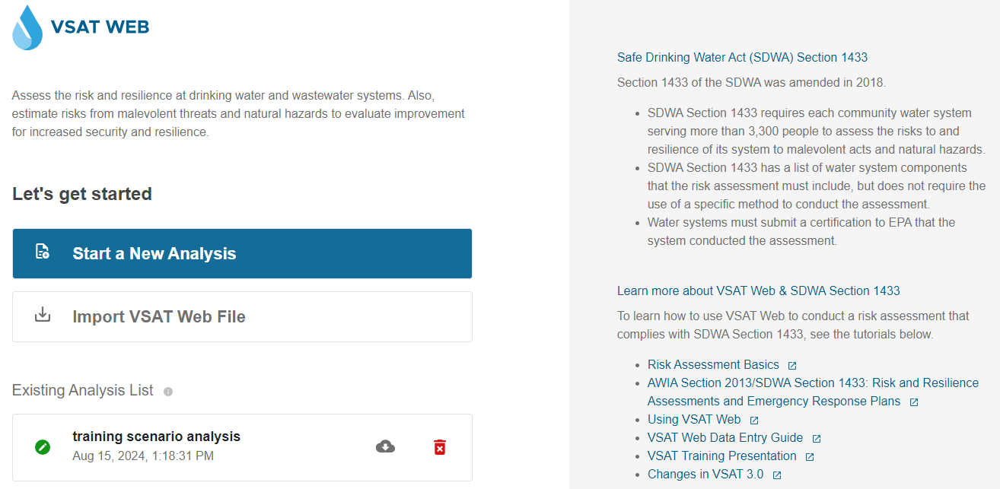 VSAT WEB
Assess the risk and resilience at drinking water and wastewater systems. Also,
estimate risks from malevolent threats and natural hazards to evaluate improvement
for increased security and resilience.
Let's get started
Start a New Analysis
Import VSAT Web File
Existing Analysis List
training scenario analysis
Aug 15, 2024, 1:18:31 PM
Safe Drinking Water Act (SDWA) Section 1433
Section 1433 of the SDWA was amended in 2018.
• SDWA Section 1433 requires each community water system
serving more than 3,300 people to assess the risks to and
resilience of its system to malevolent acts and natural hazards.
• SDWA Section 1433 has a list of water system components
that the risk assessment must include, but does not require the
use of a specific method to conduct the assessment.
• Water systems must submit a certification to EPA that the
system conducted the assessment.
Learn more about VSAT Web & SDWA Section 1433
To learn how to use VSAT Web to conduct a risk assessment that
complies with SDWA Section 1433, see the tutorials below.
• Risk Assessment Basics
• AWIA Section 2013/SDWA Section 1433: Risk and Resilience
Assessments and Emergency Response Plans
• Using VSAT Web
• VSAT Web Data Entry Guide
• VSAT Training Presentation
• Changes in VSAT 3.0